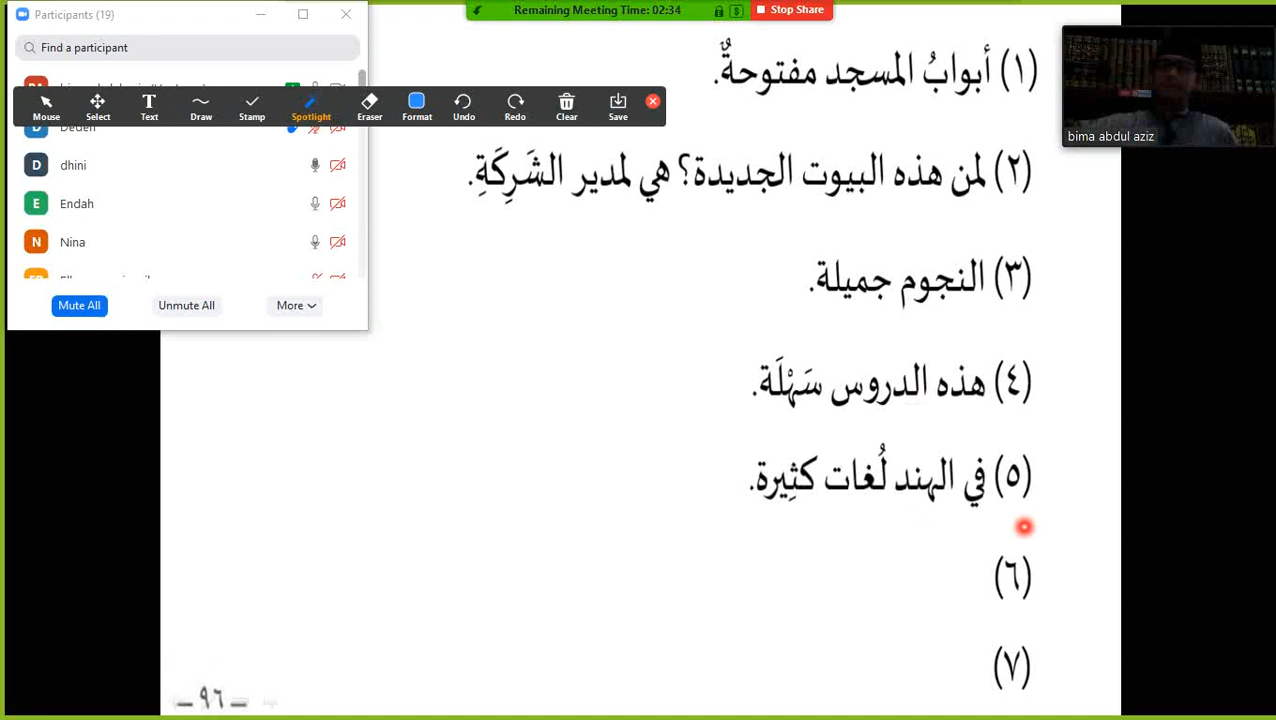 Participants (19)
Find a participant
Deden
dhini
Endah
Nina
Mute All
Unmute All
More
Remaining Meeting Time: 02:34
Stop Share
Mouse
Select
Text
Draw
Stamp
Spotlight
Eraser
Format
Undo
Redo
Clear
Save
bima abdul aziz
(١) أبوابُ المسجد مفتوحةٌ.
(٢) لمن هذه البيوت الجديدة؟ هي لمدير الشَرِكَةِ.
(٣) النجوم جميلة.
(٤) هذه الدروس سَهْلَة.
(٥) في الهند لُغات كثِيرة.
(٦)
(٧)
– ٩٦ –